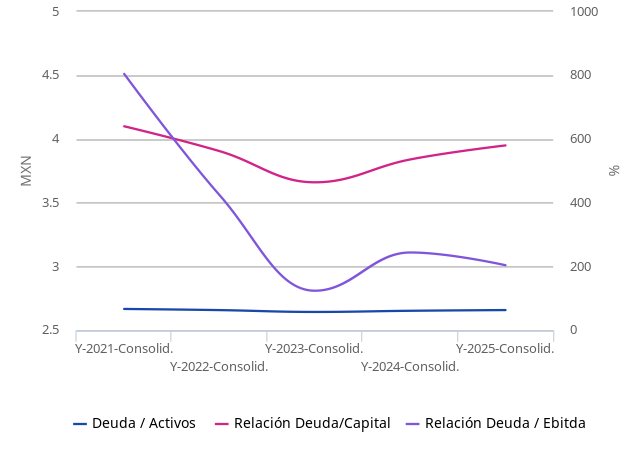 5
1000
4.5
800
4
600
MXN
%
3.5
400
3
200
2.5
0
Y-2021-Consolid.
Y-2023-Consolid.
Y-2025-Consolid.
Y-2022-Consolid.
Y-2024-Consolid.
Deuda / Activos
Relación Deuda/Capital
Relación Deuda / Ebitda